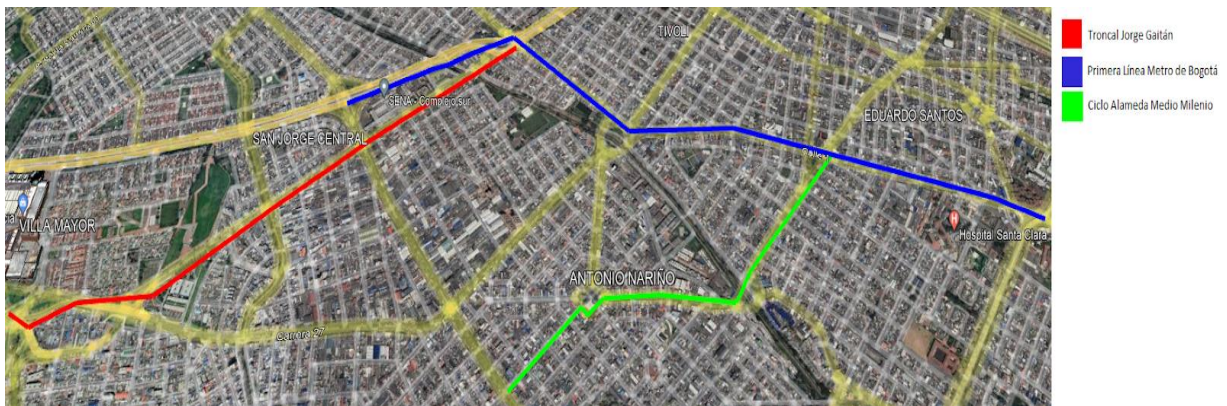 TIVOLI
SENA - Complejo sur
SAN JORGE CENTRAL
EDUARDO SANTOS
VILLA MAYOR
Hospital Santa Clara
ANTONIO NARIÑO
Carrera 27
Troncal Jorge Gaitán
Primera Línea Metro de Bogotá
Ciclo Alameda Medio Milenio